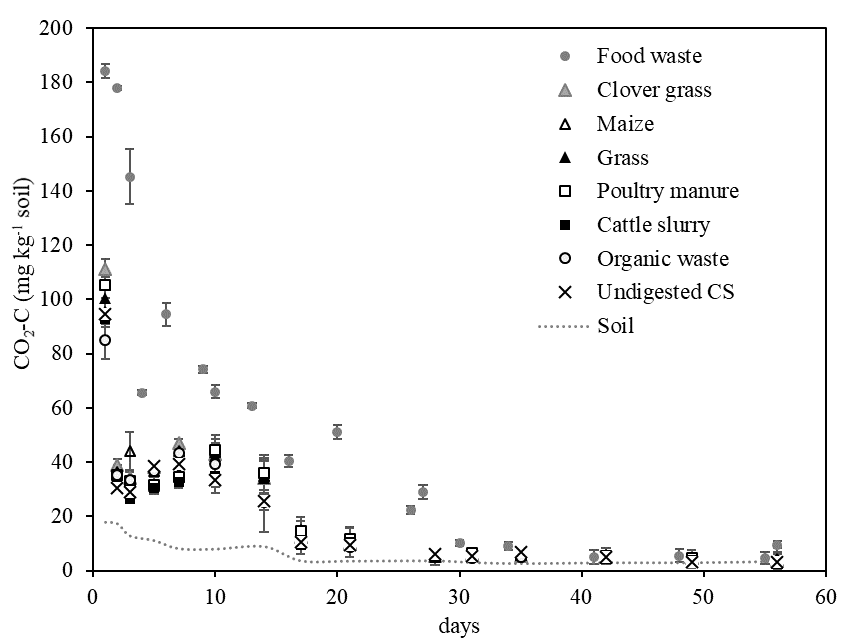 200
180
160
140
120
100
80
60
40
20
0
CO₂-C (mg kg⁻¹ soil)
Food waste
Clover grass
Maize
Grass
Poultry manure
Cattle slurry
Organic waste
Undigested CS
Soil
0 10 20 30 40 50 60
days